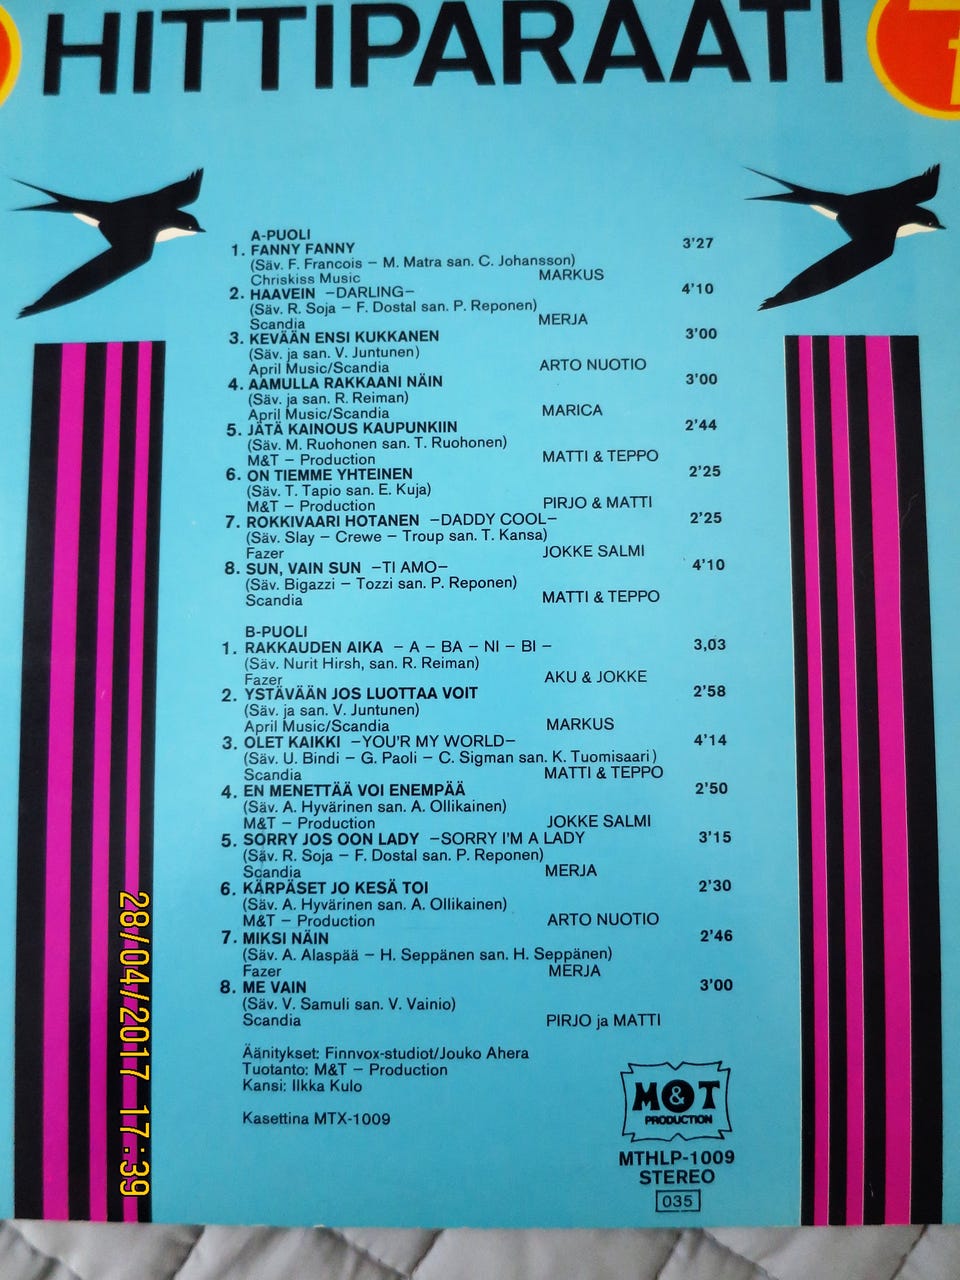 HITTIPARAATI
A-PUOLI
1. FANNY FANNY 3'27
(Säv. F. Francois – M. Matra san. C. Johansson)
Chriskiss Music MARKUS
2. HAAVEIN –DARLING– 4'10
(Säv. R. Soja – F. Dostal san. P. Reponen)
Scandia MERJA
3. KEVÄÄN ENSI KUKKANEN 3'00
(Säv. ja san. V. Juntunen)
April Music/Scandia ARTO NUOTIO
4. AAMULLA RAKKAANI NÄIN 3'00
(Säv. ja san. R. Reiman)
April Music/Scandia MARICA
5. JÄTÄ KAINOUS KAUPUNKIIN 2'44
(Säv. M. Ruohonen san. T. Ruohonen)
M&T – Production MATTI & TEPPO
6. ON TIEMME YHTEINEN 2'25
(Säv. T. Tapio san. E. Kuja)
M&T – Production PIRJO & MATTI
7. ROKKIVAARI HOTANEN –DADDY COOL– 2'25
(Säv. Slay – Crewe – Troup san. T. Kansa)
Fazer JOKKE SALMI
8. SUN, VAIN SUN –TI AMO– 4'10
(Säv. Bigazzi – Tozzi san. P. Reponen)
Scandia MATTI & TEPPO
B-PUOLI
1. RAKKAUDEN AIKA – A – BA – NI – BI – 3,03
(Säv. Nurit Hirsh, san. R. Reiman)
Fazer AKU & JOKKE
2. YSTÄVÄÄN JOS LUOTTAA VOIT 2'58
(Säv. ja san. V. Juntunen)
April Music/Scandia MARKUS
3. OLET KAIKKI –YOU'R MY WORLD– 4'14
(Säv. U. Bindi – G. Paoli – C. Sigman san. K. Tuomisaari)
Scandia MATTI & TEPPO
4. EN MENETTÄÄ VOI ENEMPÄÄ 2'50
(Säv. A. Hyvärinen san. A. Ollikainen)
M&T – Production JOKKE SALMI
5. SORRY JOS OON LADY –SORRY I'M A LADY 3'15
(Säv. R. Soja – F. Dostal san. P. Reponen)
Scandia MERJA
6. KÄRPÄSET JO KESÄ TOI 2'30
(Säv. A. Hyvärinen san. A. Ollikainen)
M&T – Production ARTO NUOTIO
7. MIKSI NÄIN 2'46
(Säv. A. Alaspää – H. Seppänen san. H. Seppänen)
Fazer MERJA
8. ME VAIN 3'00
(Säv. V. Samuli san. V. Vainio)
Scandia PIRJO ja MATTI
Äänitykset: Finnvox-studiot/Jouko Ahera
Tuotanto: M&T – Production
Kansi: Ilkka Kulo
Kasettina MTX-1009
M&T
PRODUCTION
MTHLP-1009
STEREO
035
28/04/2017 17:39